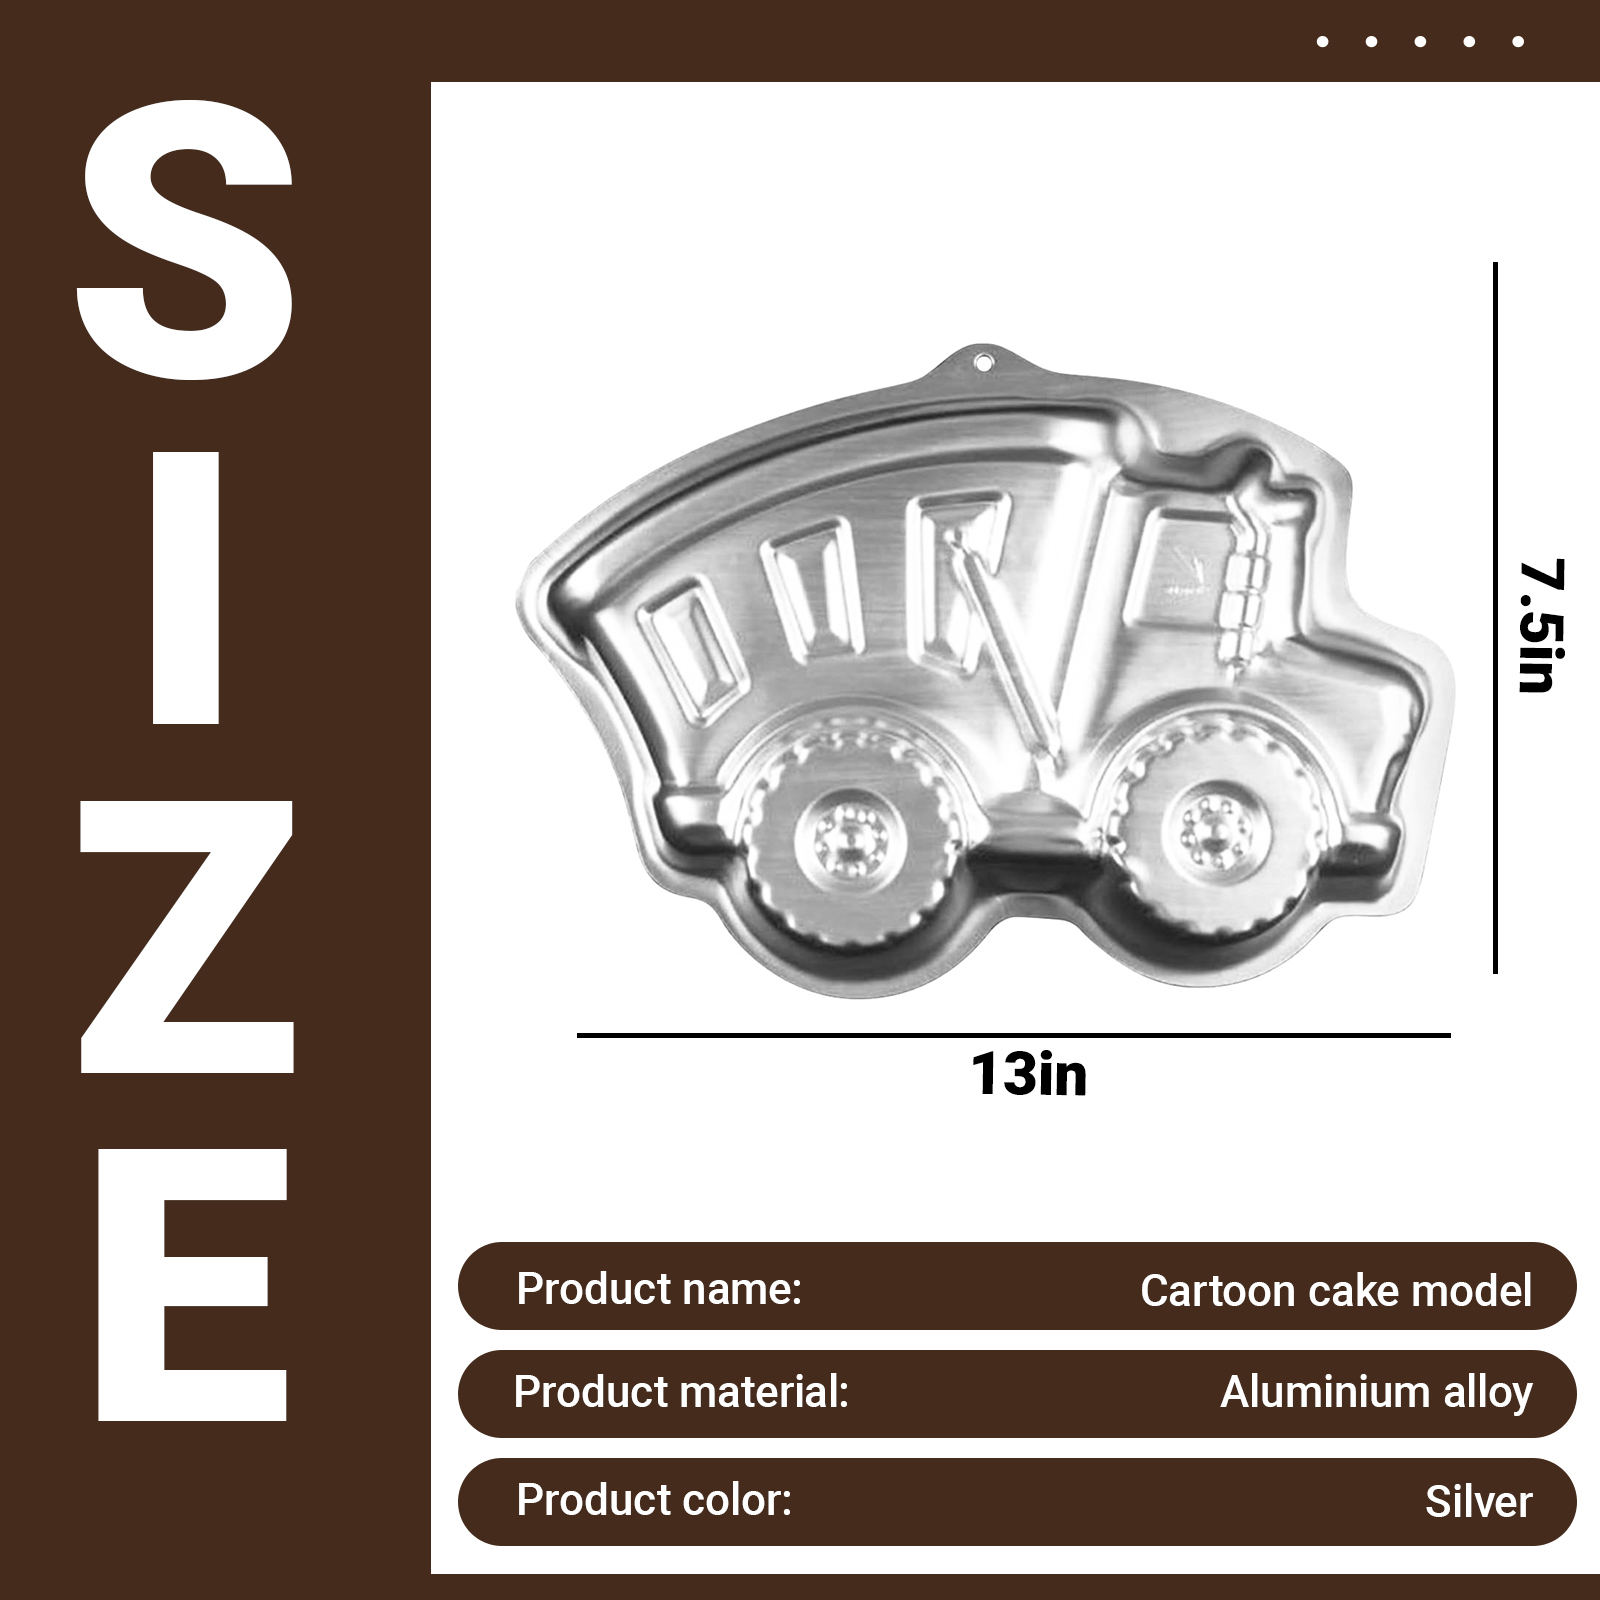 SIZE
7.5in
13in
Product name: Cartoon cake model
Product material: Aluminium alloy
Product color: Silver